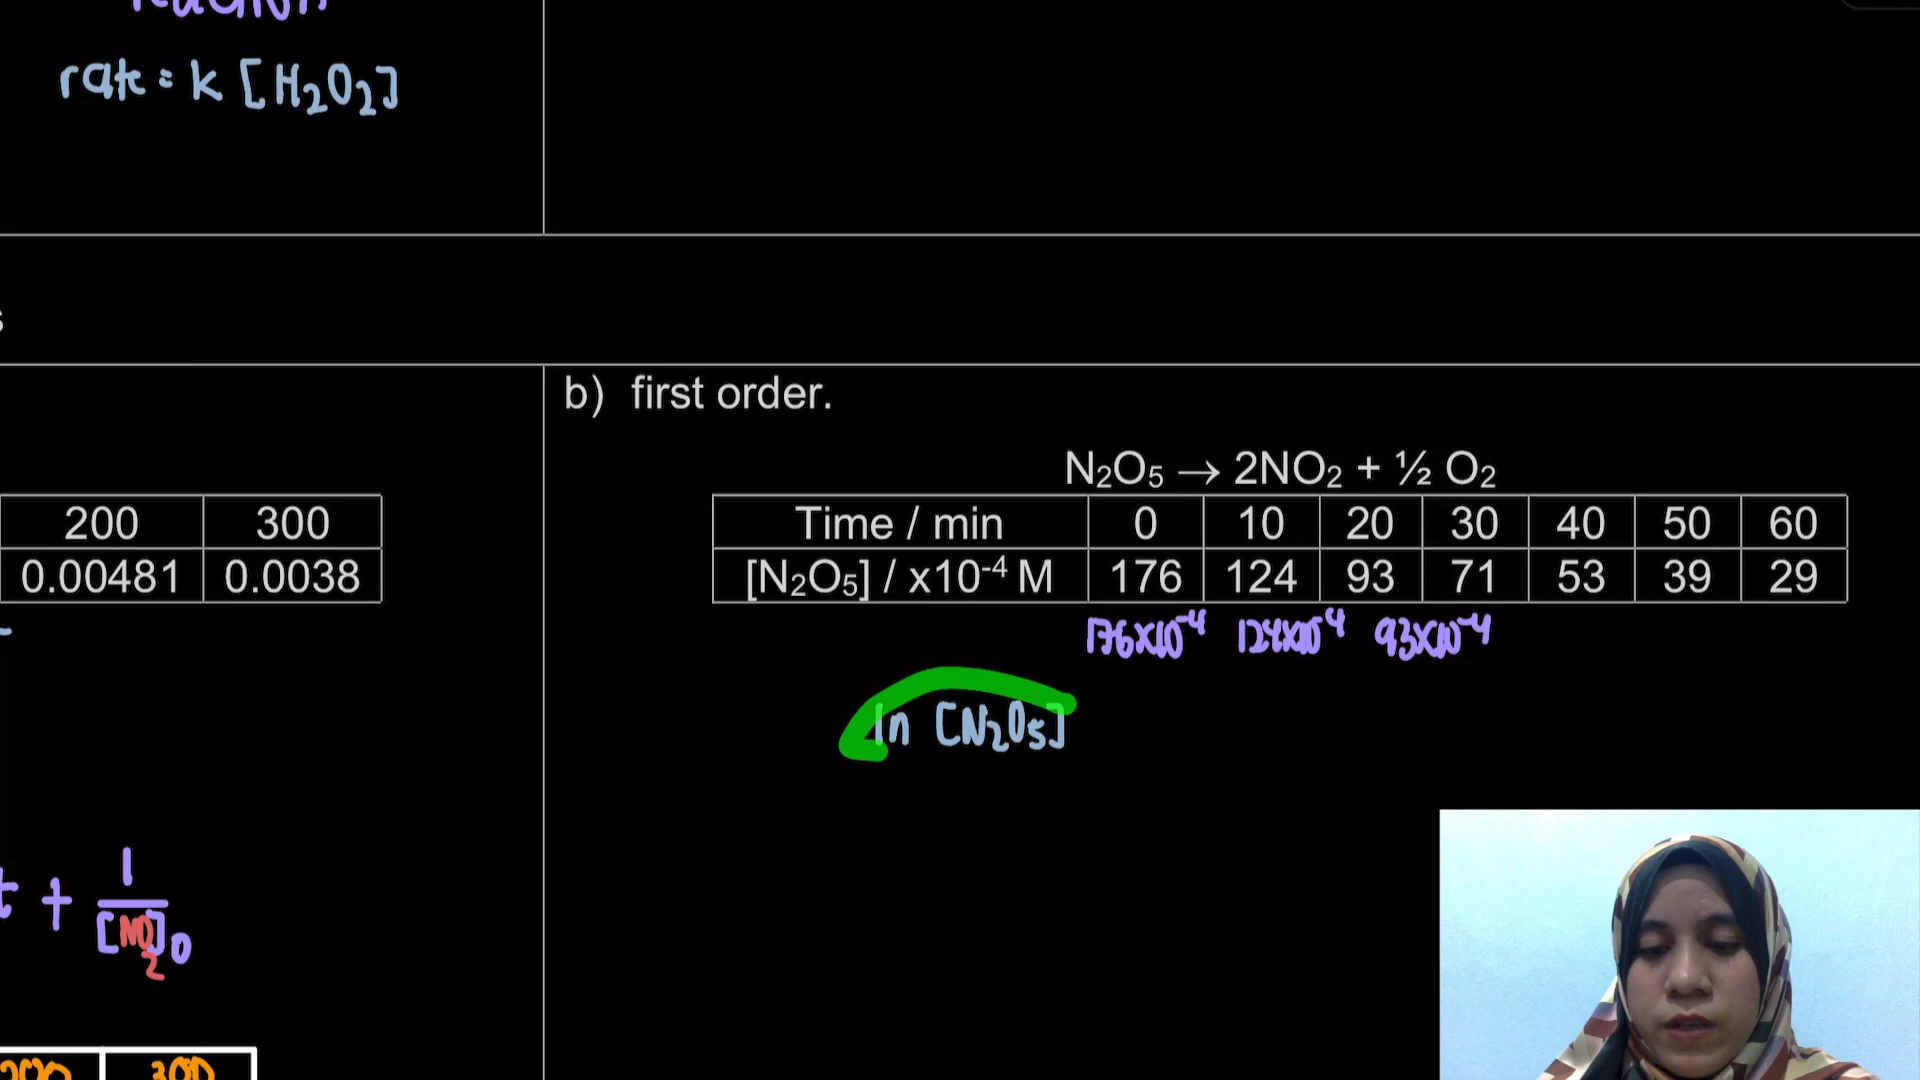 rate = k [H₂O₂]
b) first order.
N₂O₅ → 2NO₂ + ½ O₂
200 300
0.00481 0.0038
Time / min 0 10 20 30 40 50 60
[N₂O₅] / x10⁻⁴ M 176 124 93 71 53 39 29
176x10⁻⁴ 124x10⁻⁴ 93x10⁻⁴
ln [N₂O₅]
t + 1
[NO₂]₀
300